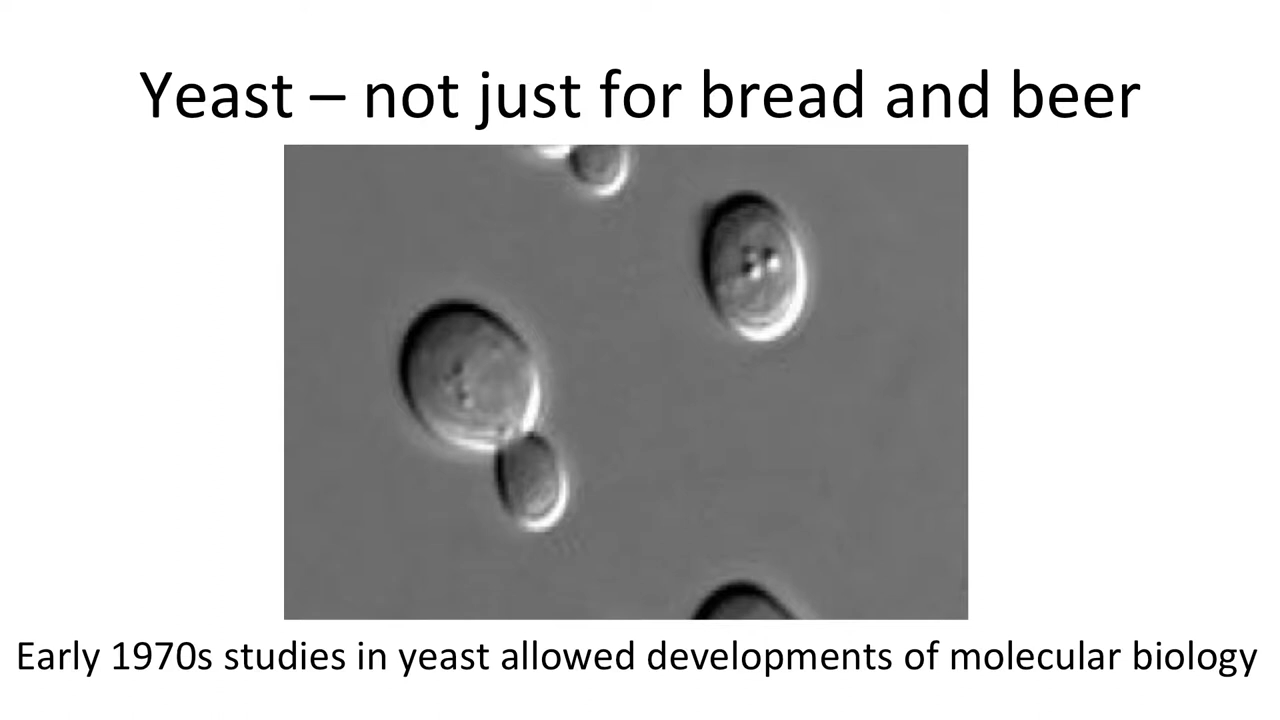 Yeast – not just for bread and beer
Early 1970s studies in yeast allowed developments of molecular biology